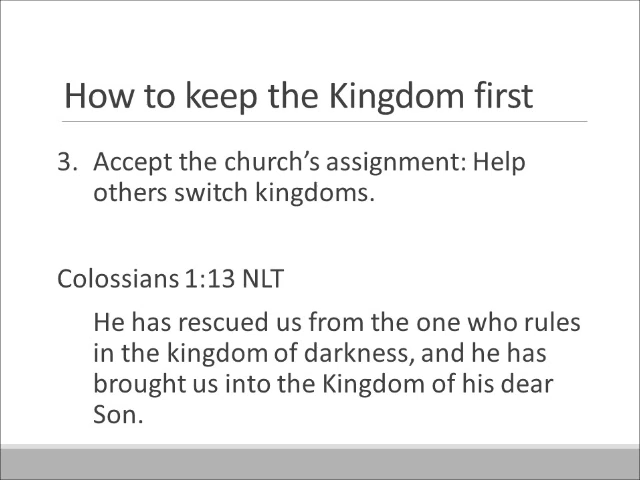 How to keep the Kingdom first
3. Accept the church’s assignment: Help
others switch kingdoms.
Colossians 1:13 NLT
He has rescued us from the one who rules
in the kingdom of darkness, and he has
brought us into the Kingdom of his dear
Son.